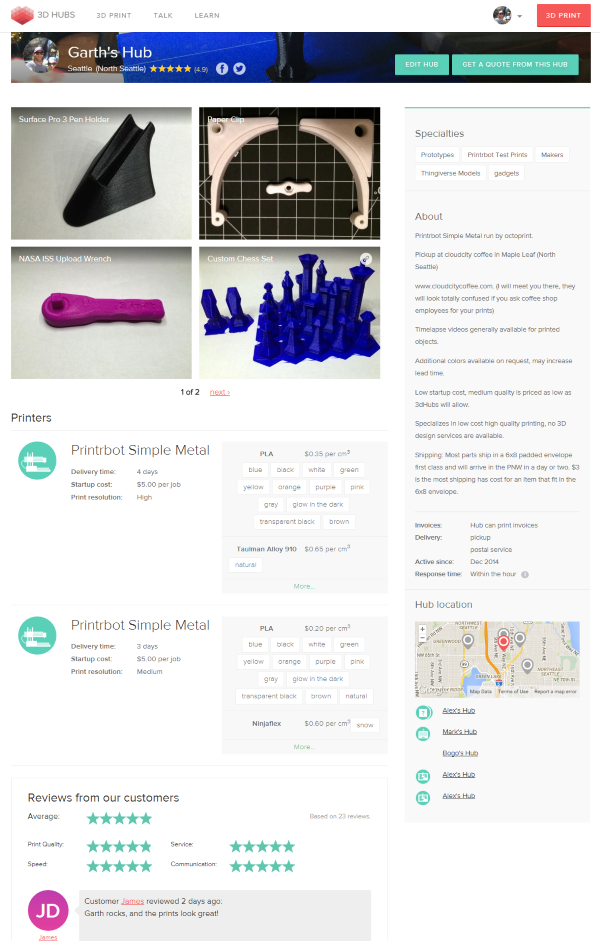 3D HUBS
3D PRINT
TALK
LEARN
3D PRINT
Garth's Hub
Seattle (North Seattle) (4.9)
EDIT HUB
GET A QUOTE FROM THIS HUB
Surface Pro 3 Pen Holder
Paper Clip
NASA ISS Upload Wrench
Custom Chess Set
1 of 2 next ›
Printers
Printrbot Simple Metal
Delivery time: 4 days
Startup cost: $5.00 per job
Print resolution: High
PLA $0.35 per cm³
blue black white green
yellow orange purple pink
gray glow in the dark
transparent black brown
Taulman Alloy 910 $0.65 per cm³
natural
More...
Printrbot Simple Metal
Delivery time: 3 days
Startup cost: $5.00 per job
Print resolution: Medium
PLA $0.20 per cm³
blue black white green
yellow orange purple pink
gray glow in the dark
transparent black brown natural
Ninjaflex $0.60 per cm³ snow
More...
Reviews from our customers
Average:
Based on 23 reviews.
Print Quality:
Service:
Speed:
Communication:
JD
James
Customer James reviewed 2 days ago:
Garth rocks, and the prints look great!
Specialties
Prototypes Printrbot Test Prints Makers
Thingiverse Models gadgets
About
Printrbot Simple Metal run by octoprint.
Pickup at cloudcity coffee in Maple Leaf (North
Seattle)
www.cloudcitycoffee.com. (I will meet you there, they
will look totally confused if you ask coffee shop
employees for your prints)
Timelapse videos generally available for printed
objects.
Additional colors available on request, may increase
lead time.
Low startup cost, medium quality is priced as low as
3dHubs will allow.
Specializes in low cost high quality printing, no 3D
design services are available.
Shipping: Most parts ship in a 6x8 padded envelope
first class and will arrive in the PNW in a day or two. $3
is the most shipping has cost for an item that fit in the
6x8 envelope.
Invoices: Hub can print invoices
Delivery: pickup
postal service
Active since: Dec 2014
Response time: Within the hour
Hub location
GREENWOOD
Map Data Terms of Use Report a map error
Alex's Hub
Mark's Hub
Bogo's Hub
Alex's Hub
Alex's Hub